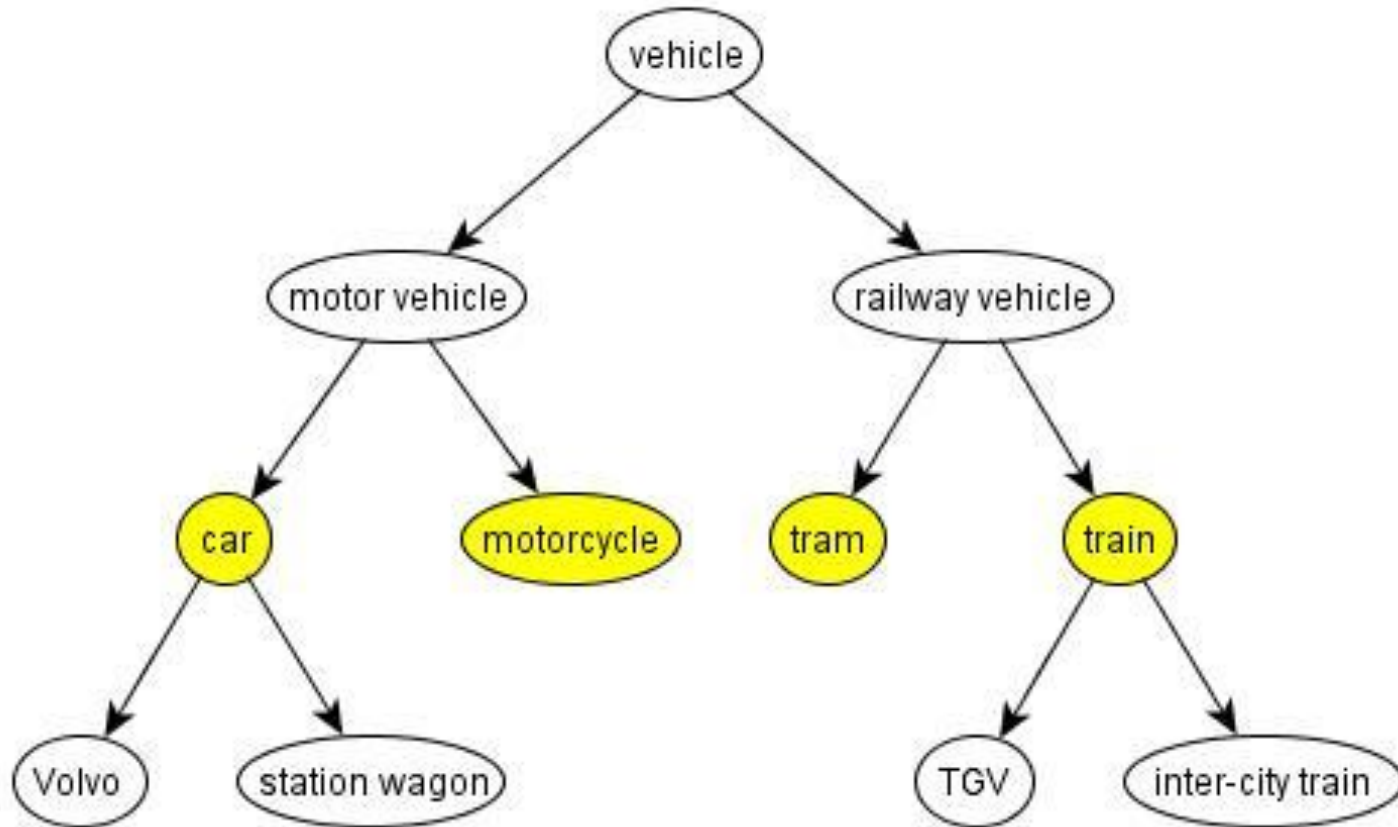 vehicle
motor vehicle
railway vehicle
car
motorcycle
tram
train
Volvo
station wagon
TGV
inter-city train